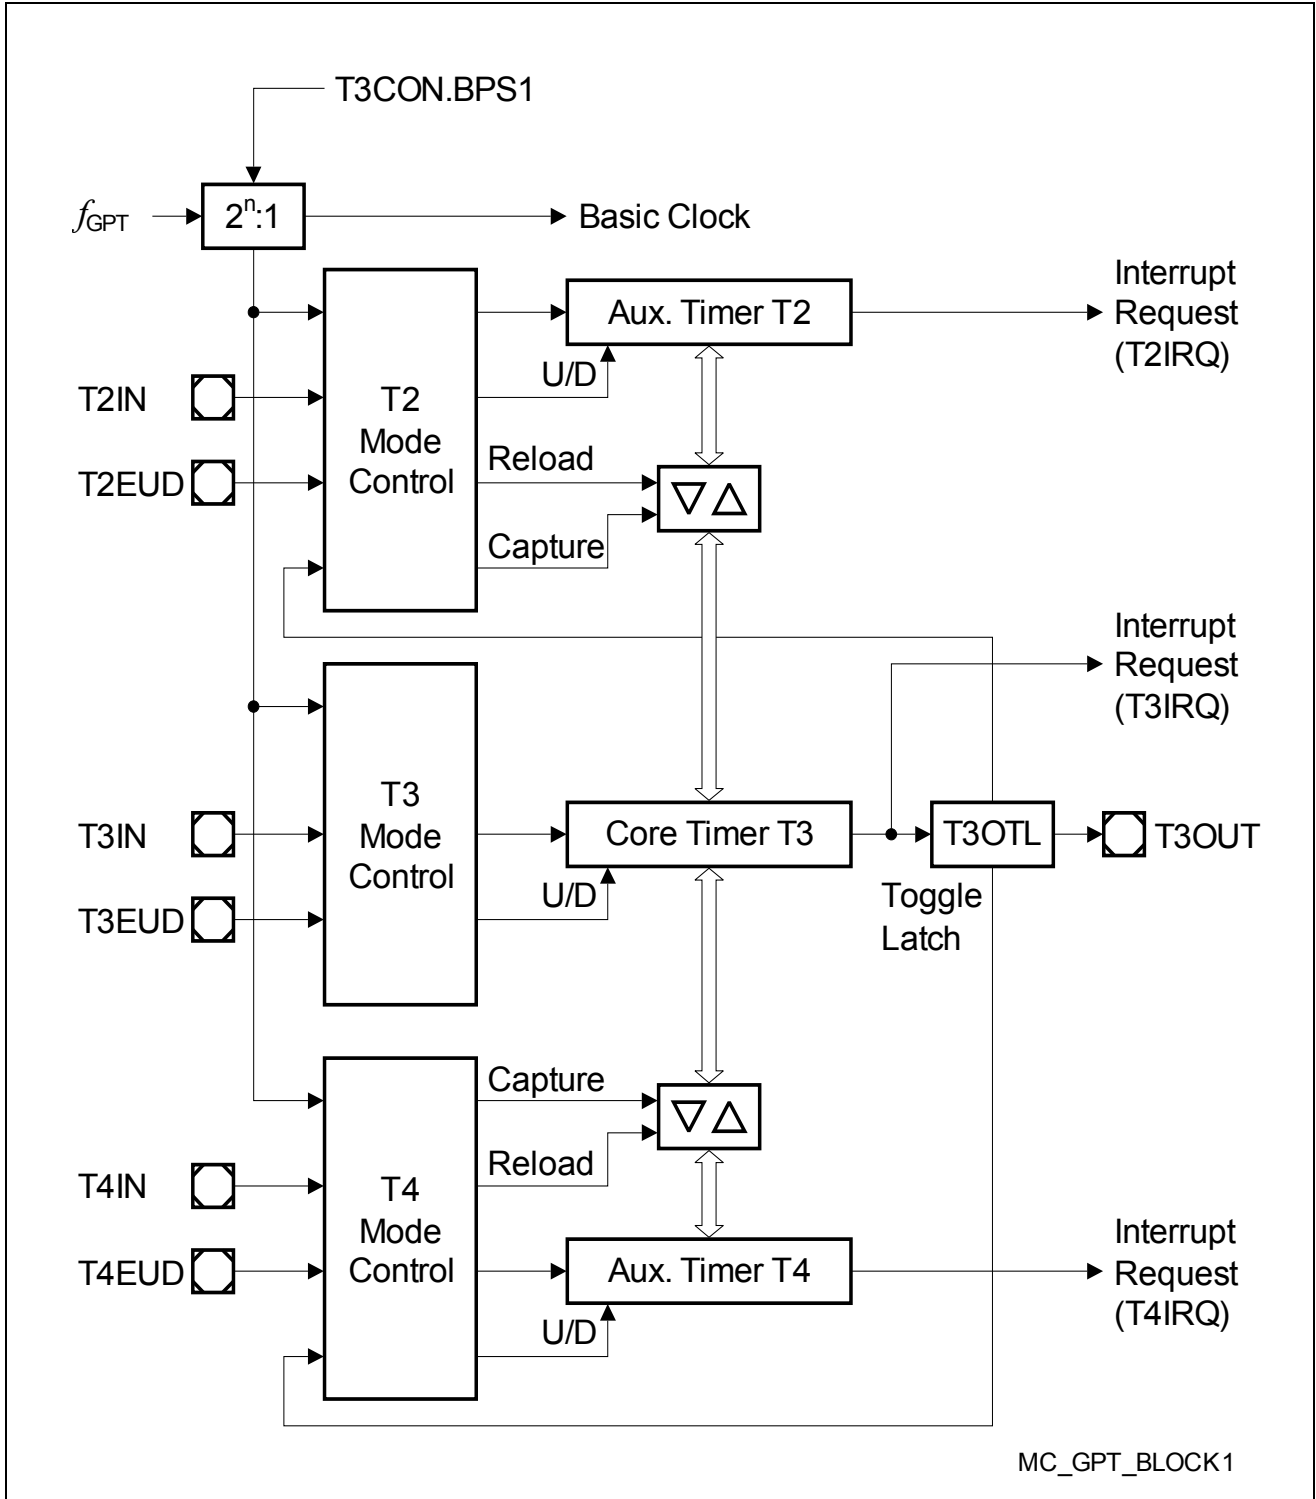 T3CON.BPS1
fGPT
2ⁿ:1
Basic Clock
Interrupt
Request
(T2IRQ)
Aux. Timer T2
U/D
T2IN
T2
Mode
Control
T2EUD
Reload
Capture
Interrupt
Request
(T3IRQ)
T3
Mode
Control
T3IN
Core Timer T3
T3OTL
T3OUT
U/D
T3EUD
Toggle
Latch
Capture
Reload
T4IN
T4
Mode
Control
T4EUD
Aux. Timer T4
U/D
Interrupt
Request
(T4IRQ)
MC_GPT_BLOCK1